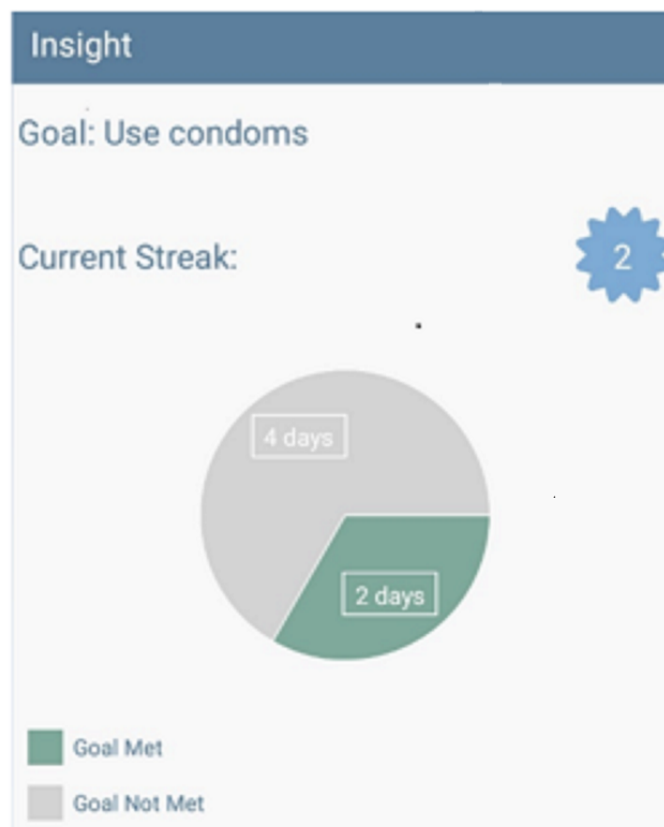 Insight
Goal: Use condoms
Current Streak:
2
4 days
2 days
Goal Met
Goal Not Met